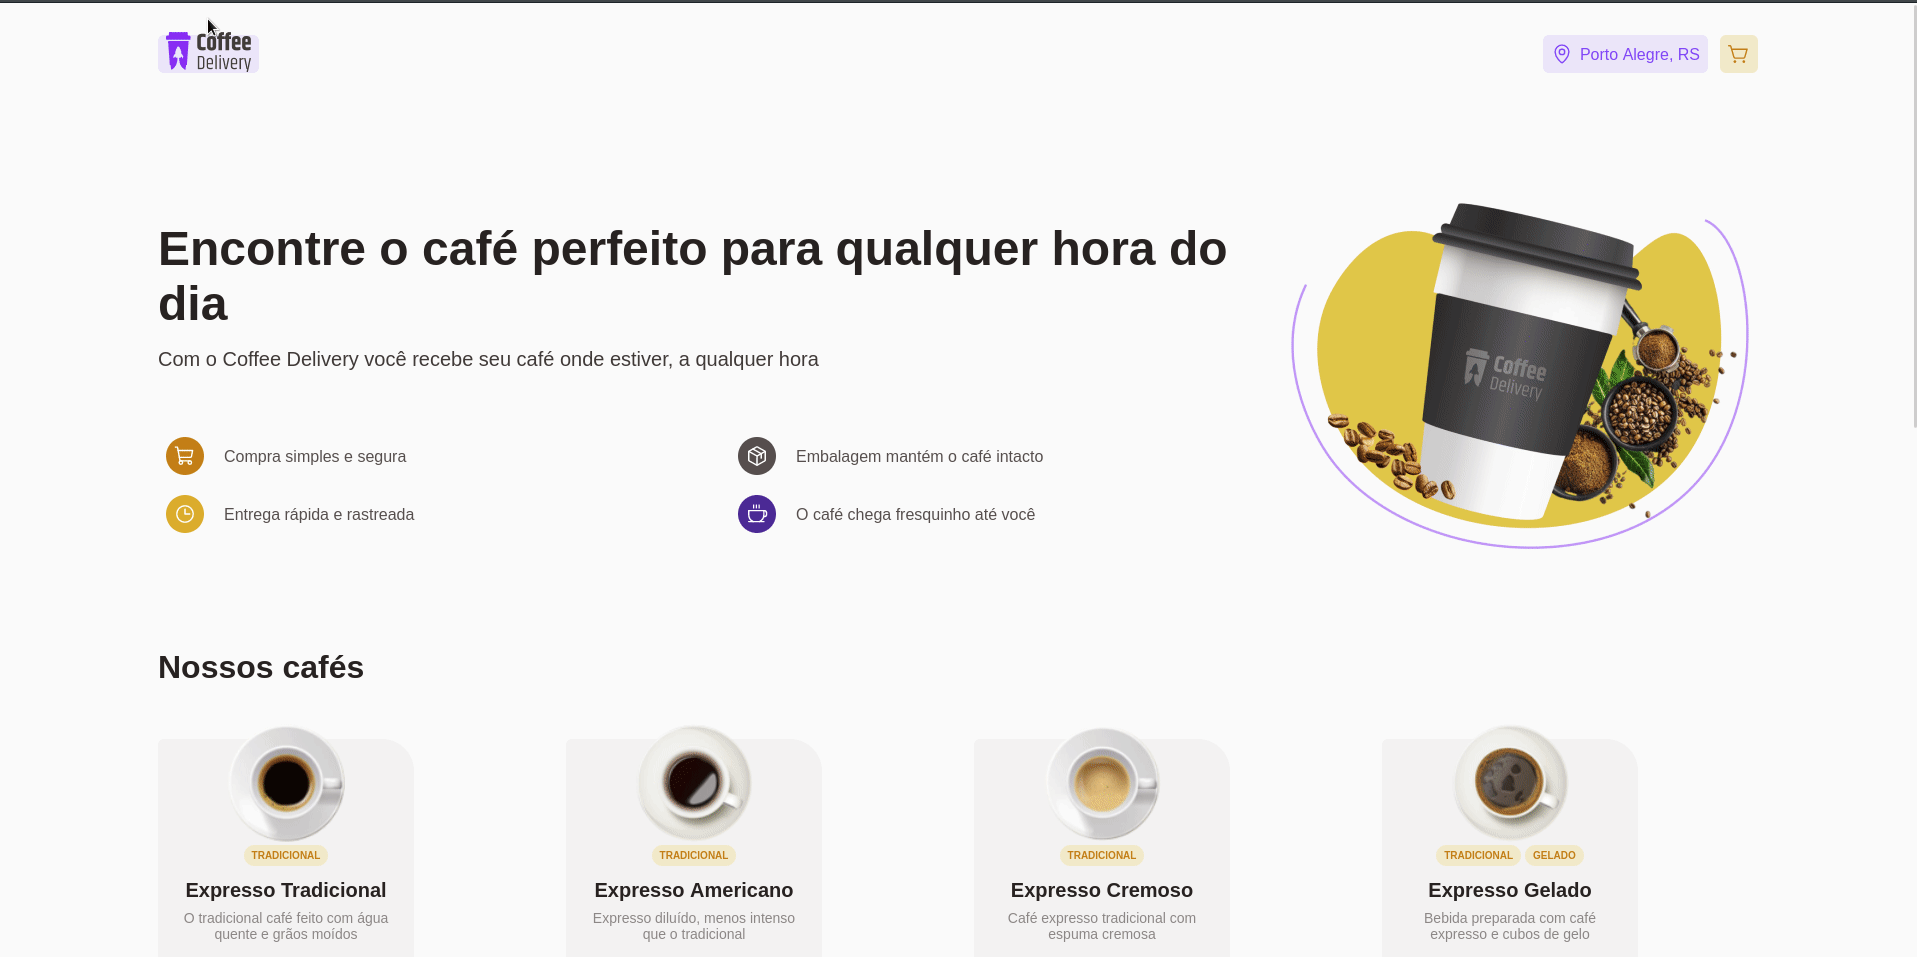 Coffee
Delivery
Porto Alegre, RS
Encontre o café perfeito para qualquer hora do
dia
Com o Coffee Delivery você recebe seu café onde estiver, a qualquer hora
Coffee
Delivery
Compra simples e segura
Embalagem mantém o café intacto
Entrega rápida e rastreada
O café chega fresquinho até você
Nossos cafés
TRADICIONAL
Expresso Tradicional
O tradicional café feito com água
quente e grãos moídos
TRADICIONAL
Expresso Americano
Expresso diluído, menos intenso
que o tradicional
TRADICIONAL
Expresso Cremoso
Café expresso tradicional com
espuma cremosa
TRADICIONAL GELADO
Expresso Gelado
Bebida preparada com café
expresso e cubos de gelo